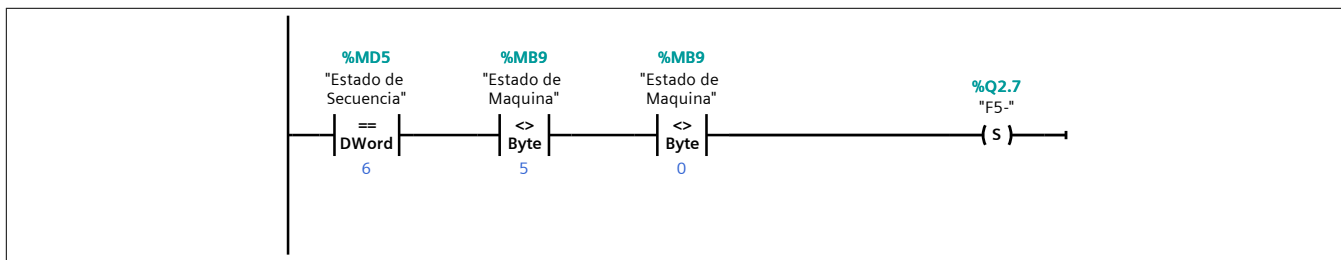 %MD5
"Estado de
Secuencia"
==
DWord
6
%MB9
"Estado de
Maquina"
<>
Byte
5
%MB9
"Estado de
Maquina"
<>
Byte
0
%Q2.7
"F5-"
S